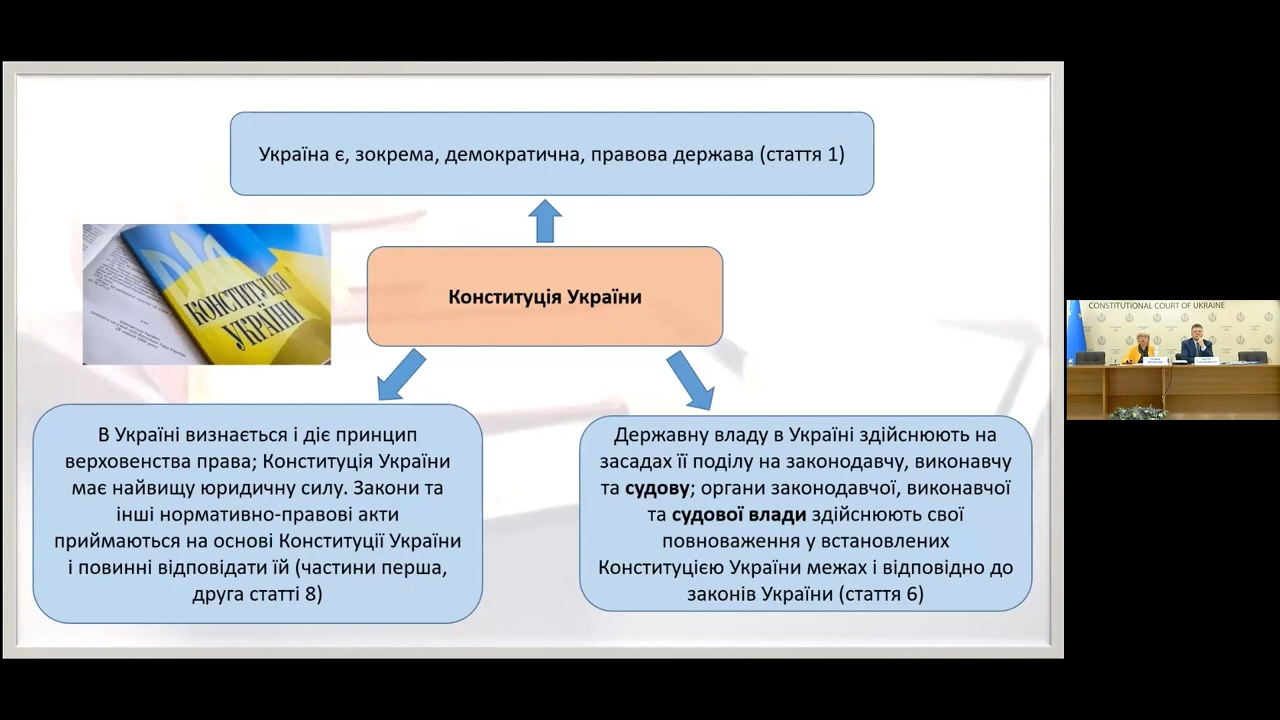 Україна є, зокрема, демократична, правова держава (стаття 1)
КОНСТИТУЦІЯ
УКРАЇНИ
Конституція України
В Україні визнається і діє принцип
верховенства права; Конституція України
має найвищу юридичну силу. Закони та
інші нормативно-правові акти
приймаються на основі Конституції України
і повинні відповідати їй (частини перша,
друга статті 8)
Державну владу в Україні здійснюють на
засадах її поділу на законодавчу, виконавчу
та судову; органи законодавчої, виконавчої
та судової влади здійснюють свої
повноваження у встановлених
Конституцією України межах і відповідно до
законів України (стаття 6)
CONSTITUTIONAL COURT OF UKRAINE